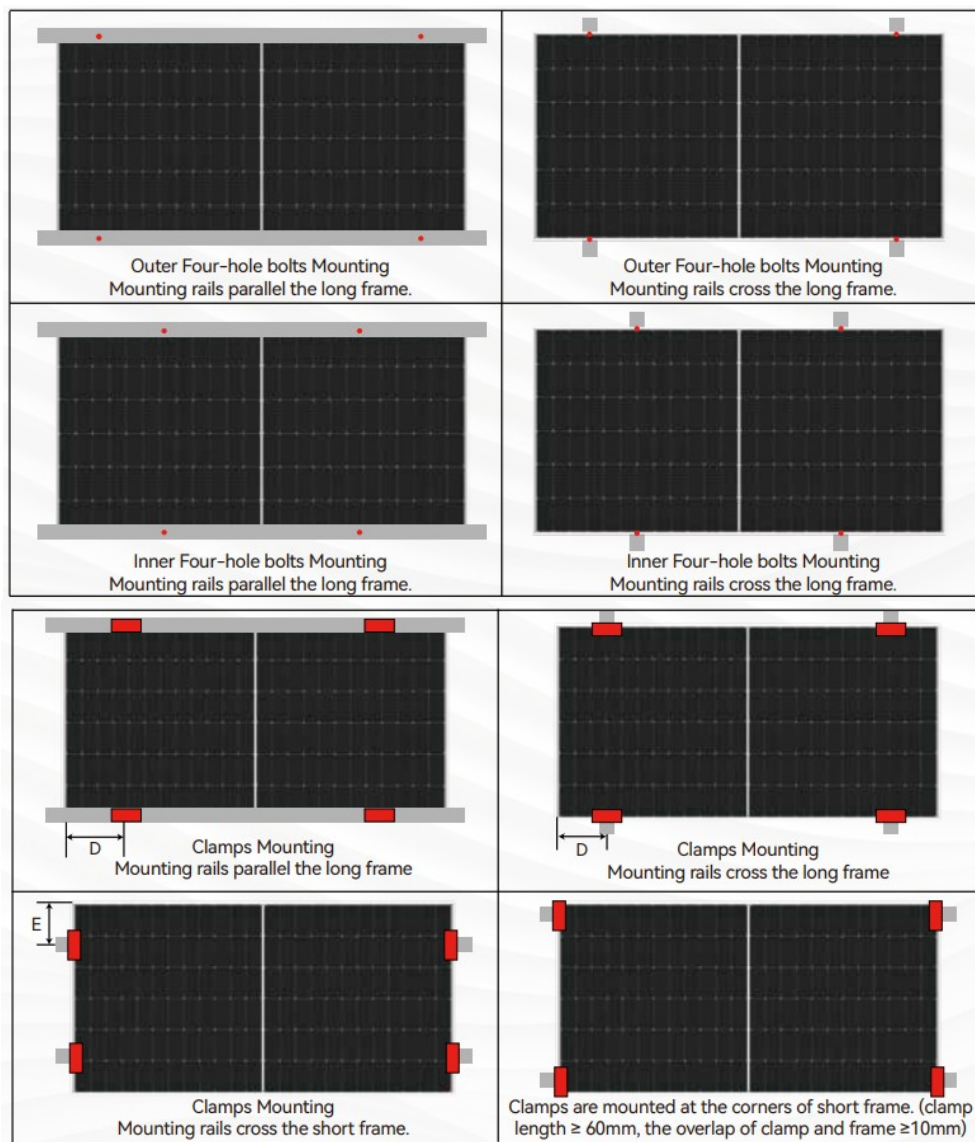 Outer Four-hole bolts Mounting
Mounting rails parallel the long frame.
Outer Four-hole bolts Mounting
Mounting rails cross the long frame.
Inner Four-hole bolts Mounting
Mounting rails parallel the long frame.
Inner Four-hole bolts Mounting
Mounting rails cross the long frame.
D
Clamps Mounting
Mounting rails parallel the long frame
D
Clamps Mounting
Mounting rails cross the long frame
E
Clamps Mounting
Mounting rails cross the short frame.
Clamps are mounted at the corners of short frame. (clamp
length ≥ 60mm, the overlap of clamp and frame ≥10mm)